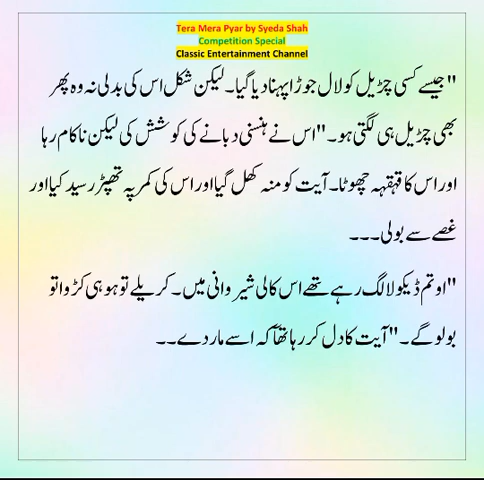 Tera Mera Pyar by Syeda Shah
Competition Special
Classic Entertainment Channel
"جیسے کسی چڑیل کو لال جوڑا پہنا دیا گیا۔ لیکن شکل اس کی بدلی نہ وہ پھر
بھی چڑیل ہی لگتی ہو۔" اس نے ہنسنی دبانے کی کوشش کی لیکن ناکام رہا
اور اس کا قہقہہ چھوٹا۔ آیت کو منہ کھل گیا اور اس کی کمر پہ تھپڑ رسید کیا اور
غصے سے بولی۔۔۔
"او تم ڈیکولا لگ رہے تھے اس کالی شیروانی میں۔ کریلے تو ہو ہی کڑوا تو
بولو گے۔" آیت کا دل کر رہا تھا کہ اسے مار دے۔۔